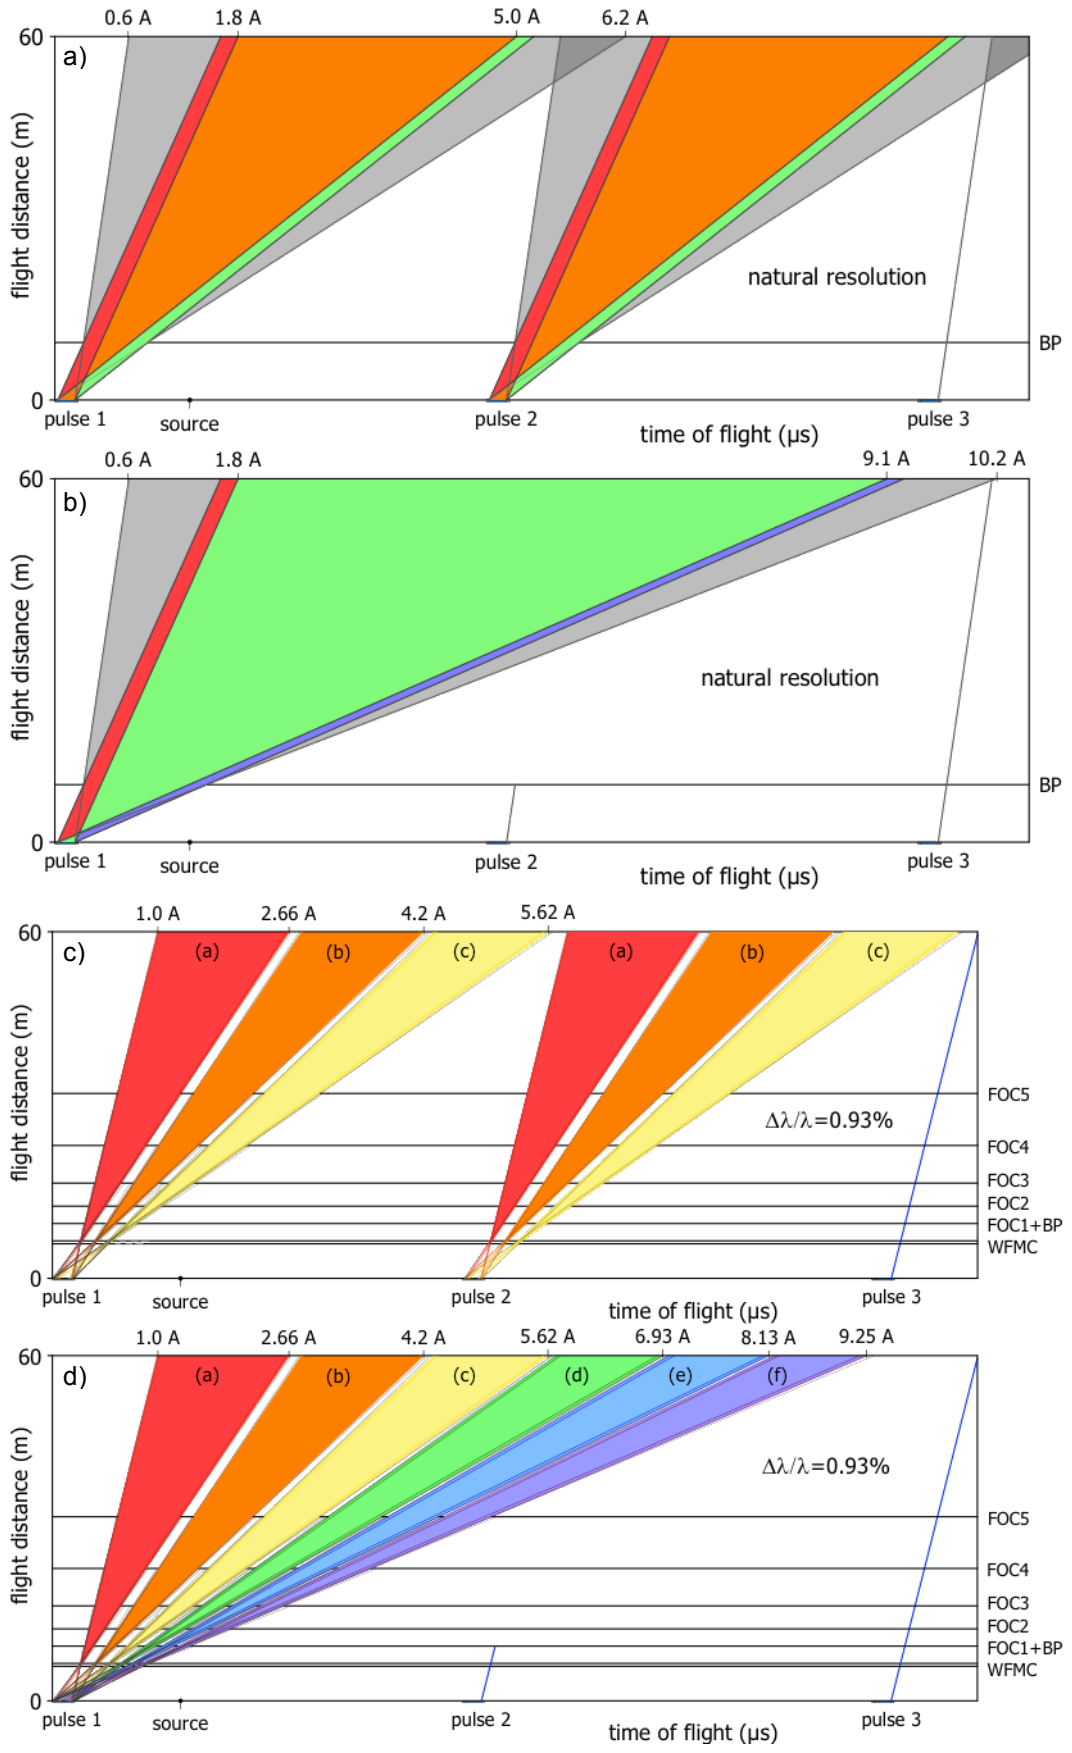 0.6 A 1.8 A 5.0 A 6.2 A
60
a)
flight distance (m)
natural resolution
BP
0
pulse 1 source pulse 2 pulse 3
time of flight (μs)
0.6 A 1.8 A 9.1 A 10.2 A
60
b)
flight distance (m)
natural resolution
BP
0
pulse 1 source pulse 2 pulse 3
time of flight (μs)
1.0 A 2.66 A 4.2 A 5.62 A
60
c) (a) (b) (c) (a) (b) (c)
flight distance (m)
FOC5
Δλ/λ=0.93%
FOC4
FOC3
FOC2
FOC1+BP
WFMC
0
pulse 1 source pulse 2 pulse 3
time of flight (μs)
1.0 A 2.66 A 4.2 A 5.62 A 6.93 A 8.13 A 9.25 A
60
d) (a) (b) (c) (d) (e) (f)
flight distance (m)
Δλ/λ=0.93%
FOC5
FOC4
FOC3
FOC2
FOC1+BP
WFMC
0
pulse 1 source pulse 2 pulse 3
time of flight (μs)